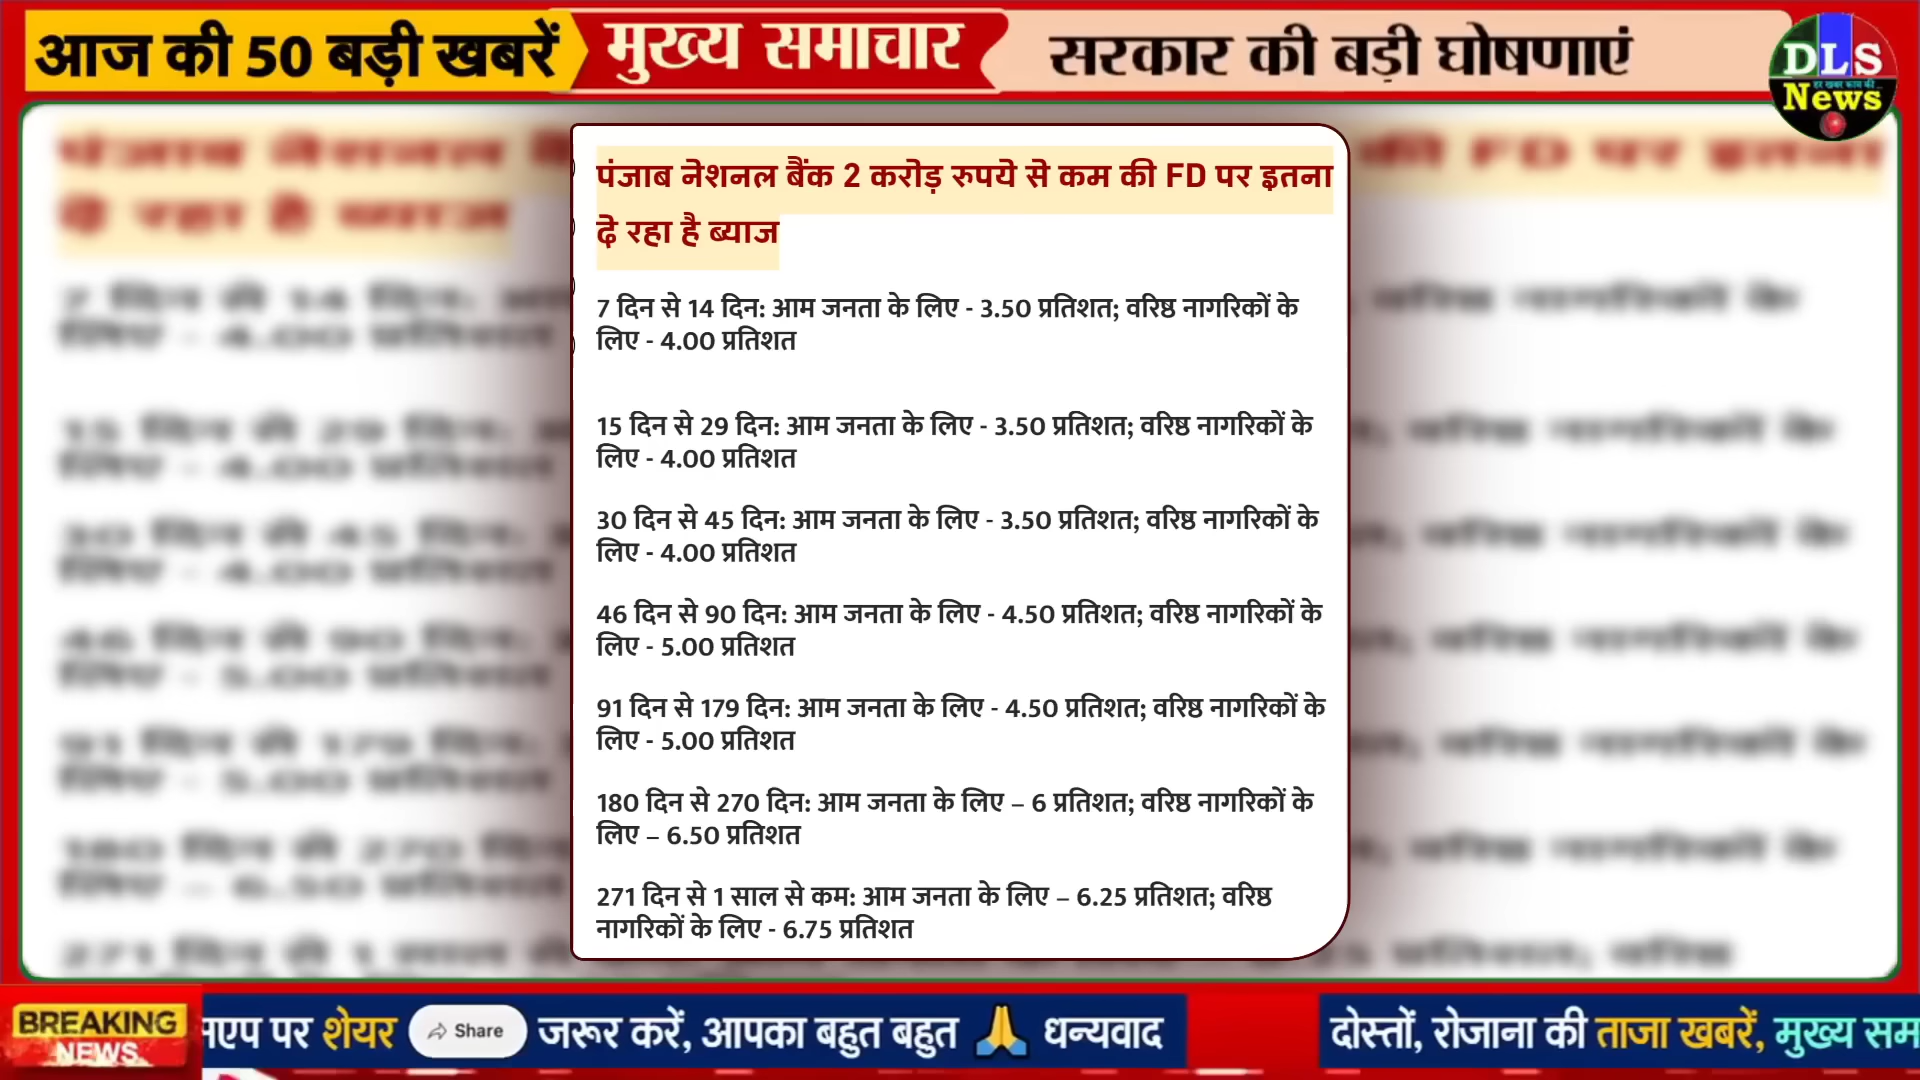 आज की 50 बड़ी खबरें मुख्य समाचार सरकार की बड़ी घोषणाएं
DLS
हर खबर काम की...
News
पंजाब नेशनल बैंक 2 करोड़ रुपये से कम की FD पर इतना
दे़ रहा है ब्याज
7 दिन से 14 दिन: आम जनता के लिए - 3.50 प्रतिशत; वरिष्ठ नागरिकों के
लिए - 4.00 प्रतिशत
15 दिन से 29 दिन: आम जनता के लिए - 3.50 प्रतिशत; वरिष्ठ नागरिकों के
लिए - 4.00 प्रतिशत
30 दिन से 45 दिन: आम जनता के लिए - 3.50 प्रतिशत; वरिष्ठ नागरिकों के
लिए - 4.00 प्रतिशत
46 दिन से 90 दिन: आम जनता के लिए - 4.50 प्रतिशत; वरिष्ठ नागरिकों के
लिए - 5.00 प्रतिशत
91 दिन से 179 दिन: आम जनता के लिए - 4.50 प्रतिशत; वरिष्ठ नागरिकों के
लिए - 5.00 प्रतिशत
180 दिन से 270 दिन: आम जनता के लिए – 6 प्रतिशत; वरिष्ठ नागरिकों के
लिए – 6.50 प्रतिशत
271 दिन से 1 साल से कम: आम जनता के लिए – 6.25 प्रतिशत; वरिष्ठ
नागरिकों के लिए - 6.75 प्रतिशत
BREAKING
NEWS
पर शेयर Share जरूर करें, आपका बहुत बहुत 🙏 धन्यवाद दोस्तों, रोजाना की ताजा खबरें, मुख्य सम